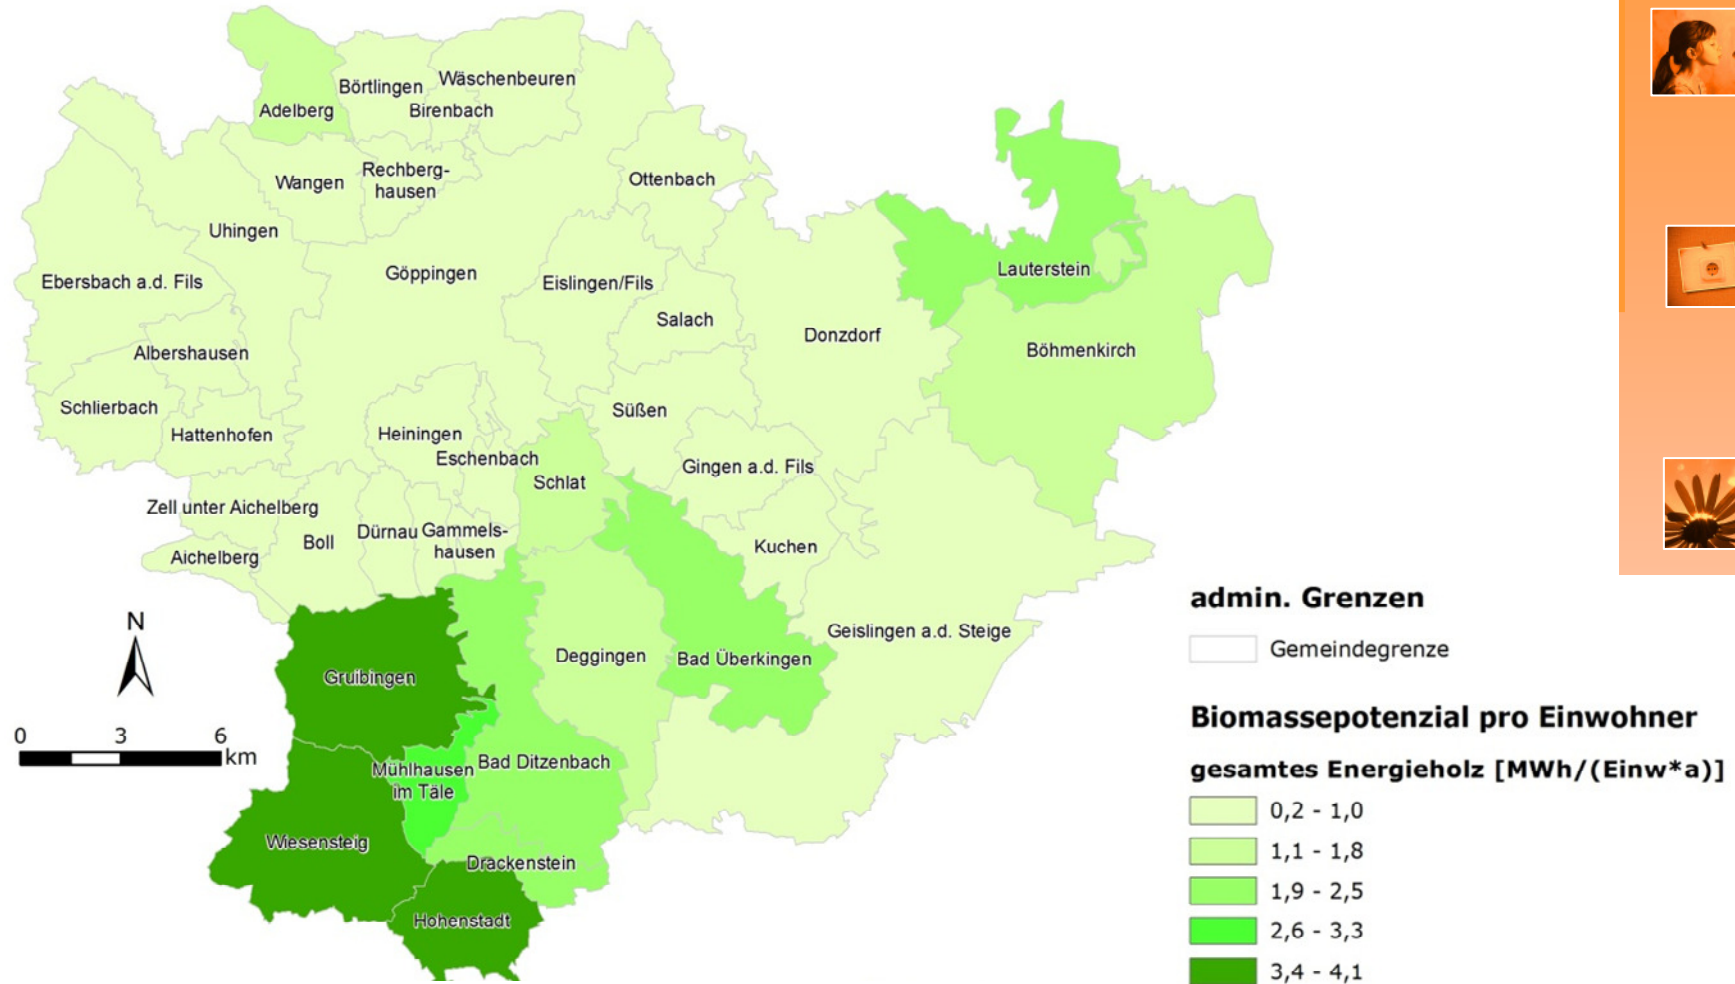 Wäschenbeuren
Börtlingen
Adelberg
Birenbach
Rechberg-
hausen
Wangen
Ottenbach
Uhingen
Göppingen
Lauterstein
Ebersbach a.d. Fils
Eislingen/Fils
Salach
Donzdorf
Albershausen
Böhmenkirch
Schlierbach
Süßen
Hattenhofen
Heiningen
Eschenbach
Gingen a.d. Fils
Schlat
Zell unter Aichelberg
Boll
Dürnau
Gammels-
hausen
Kuchen
Aichelberg
Geislingen a.d. Steige
Deggingen
Bad Überkingen
Gruibingen
Bad Ditzenbach
Mühlhausen
im Täle
Wiesensteig
Drackenstein
Hohenstadt
N
0 3 6
km
admin. Grenzen
Gemeindegrenze
Biomassepotenzial pro Einwohner
gesamtes Energieholz [MWh/(Einw*a)]
0,2 - 1,0
1,1 - 1,8
1,9 - 2,5
2,6 - 3,3
3,4 - 4,1